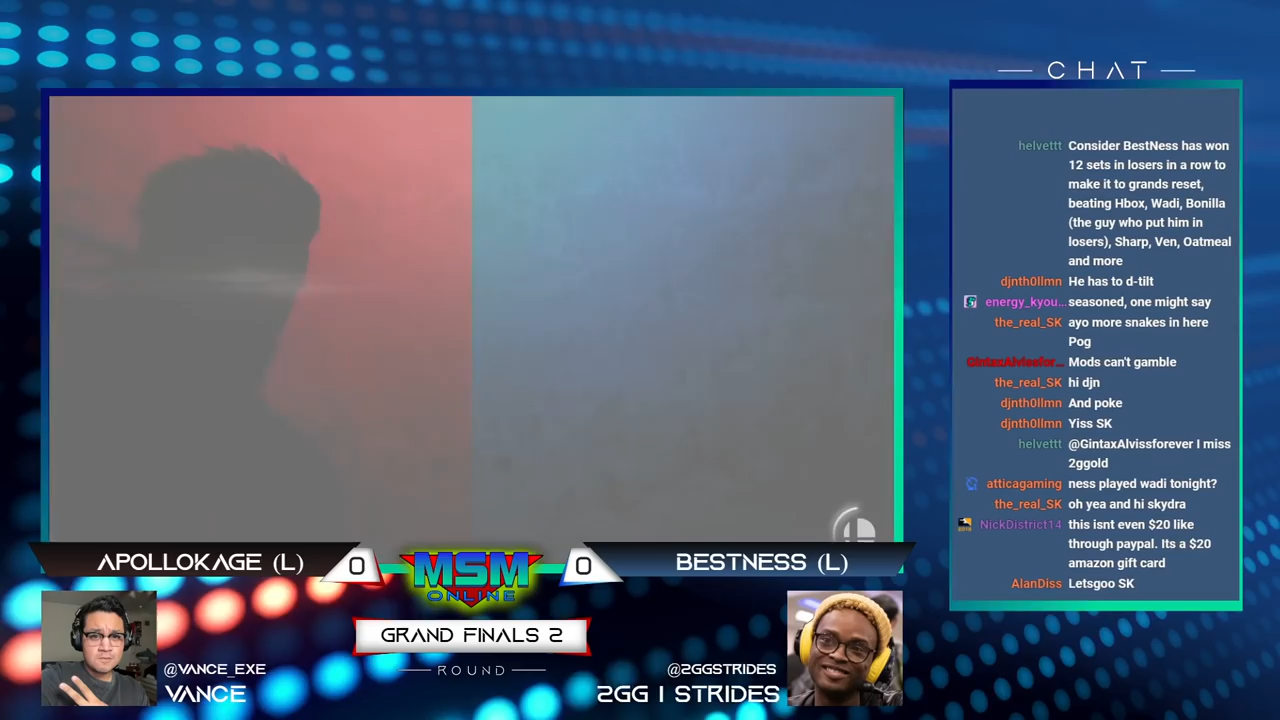 CHAT
helvettt Consider BestNess has won
12 sets in losers in a row to
make it to grands reset,
beating Hbox, Wadi, Bonilla
(the guy who put him in
losers), Sharp, Ven, Oatmeal
and more
djnth0llmn He has to d-tilt
energy_kyou... seasoned, one might say
the_real_SK ayo more snakes in here
Pog
GintaxAlvissfor... Mods can't gamble
the_real_SK hi djn
djnth0llmn And poke
djnth0llmn Yiss SK
helvettt @GintaxAlvissforever I miss
2ggold
atticagaming ness played wadi tonight?
the_real_SK oh yea and hi skydra
NickDistrict14 this isnt even $20 like
through paypal. Its a $20
amazon gift card
AlanDiss Letsgoo SK
APOLLOKAGE (L) 0 MSM ONLINE 0 BESTNESS (L)
GRAND FINALS 2
ROUND
@VANCE_EXE
VANCE
@2GGSTRIDES
2GG | STRIDES